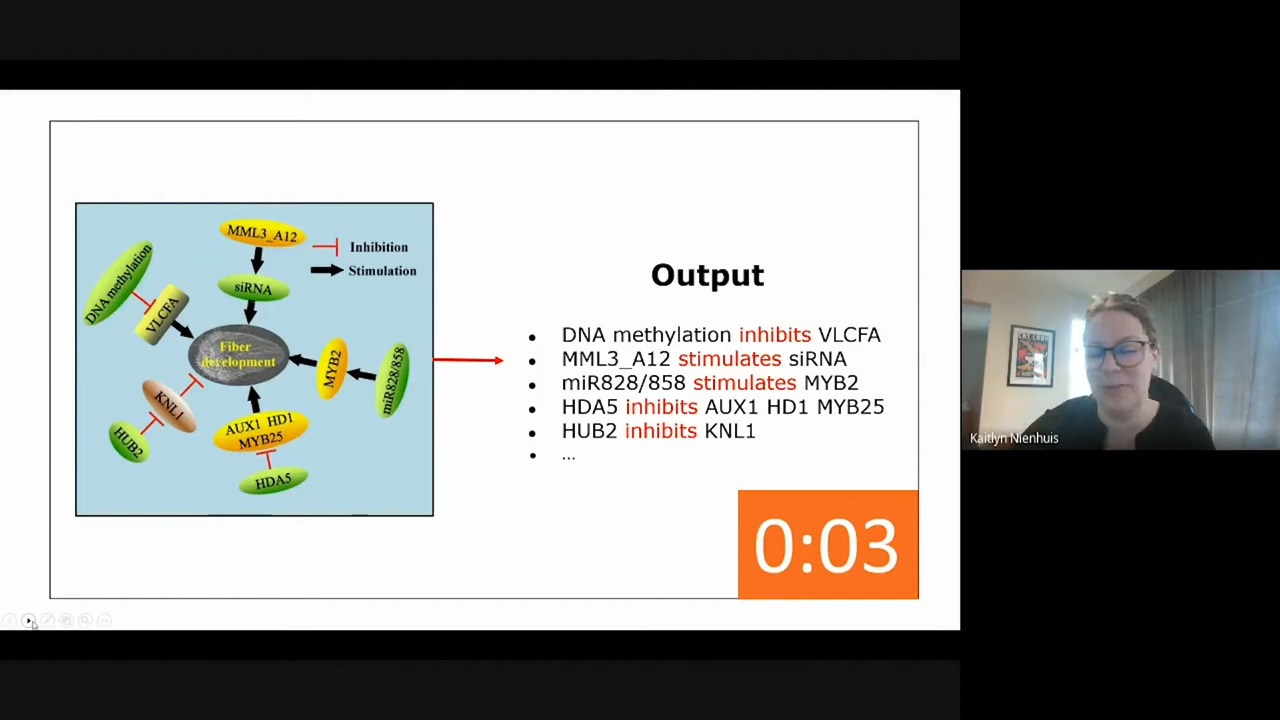 MML3_A12
Inhibition
Stimulation
DNA methylation
VLCFA
siRNA
Fiber
development
MYB2
miR828/858
KNL1
HUB2
AUX1 HD1
MYB25
HDA5
Output
• DNA methylation inhibits VLCFA
• MML3_A12 stimulates siRNA
• miR828/858 stimulates MYB2
• HDA5 inhibits AUX1 HD1 MYB25
• HUB2 inhibits KNL1
• ...
0:03
Kaitlyn Nienhuis